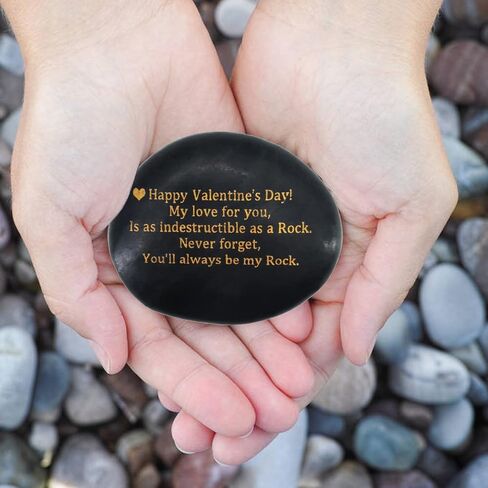 ♥ Happy Valentine's Day!
My love for you,
Is as indestructible as a Rock.
Never forget,
You'll always be my Rock.